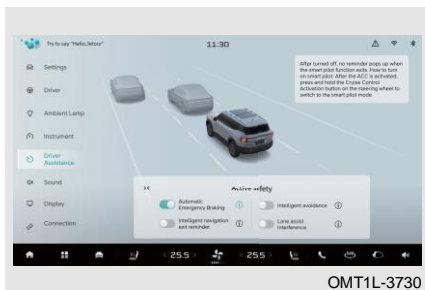 Try to say "Hello,Jetour"
11:30
After turned off, no reminder pops up when
the smart pilot function exits. How to turn
on smart pilot: After the ACC is activated,
press and hold the Cruise Control
Activation button on the steering wheel to
switch to the smart pilot mode.
Settings
Driver
Ambient Lamp
Instrument
Driver
Assistance
Sound
Display
Connection
Active safety
Automatic
Emergency Braking
Intelligent avoidance
Intelligent navigation
exit reminder
Lane assist
interference
25.5
25.5
OMT1L-3730